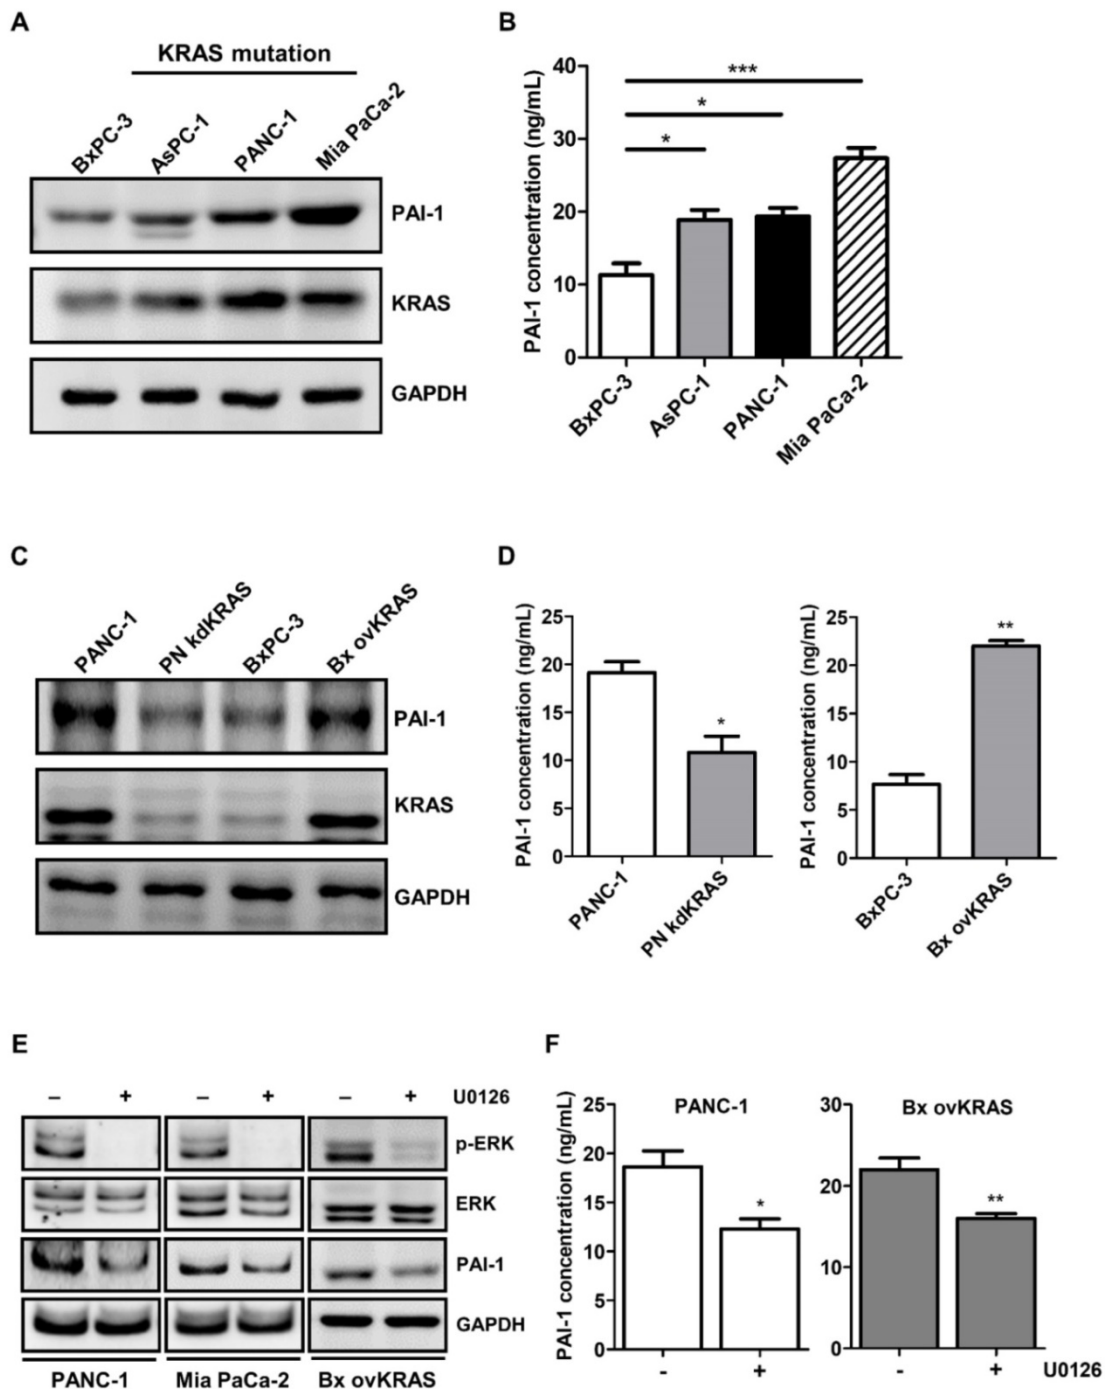 A
KRAS mutation
BxPC-3
AsPC-1
PANC-1
Mia PaCa-2
PAI-1
KRAS
GAPDH
B
PAI-1 concentration (ng/mL)
40
30
20
10
0
***
*
*
BxPC-3
AsPC-1
PANC-1
Mia PaCa-2
C
PANC-1
PN kdKRAS
BxPC-3
Bx ovKRAS
PAI-1
KRAS
GAPDH
D
PAI-1 concentration (ng/mL)
25
20
15
10
5
0
*
PANC-1
PN kdKRAS
PAI-1 concentration (ng/mL)
25
20
15
10
5
0
**
BxPC-3
Bx ovKRAS
E
– + – + – + U0126
p-ERK
ERK
PAI-1
GAPDH
PANC-1 Mia PaCa-2 Bx ovKRAS
F
PAI-1 concentration (ng/mL)
25
20
15
10
5
0
PANC-1
*
- +
30
20
10
0
Bx ovKRAS
**
- + U0126